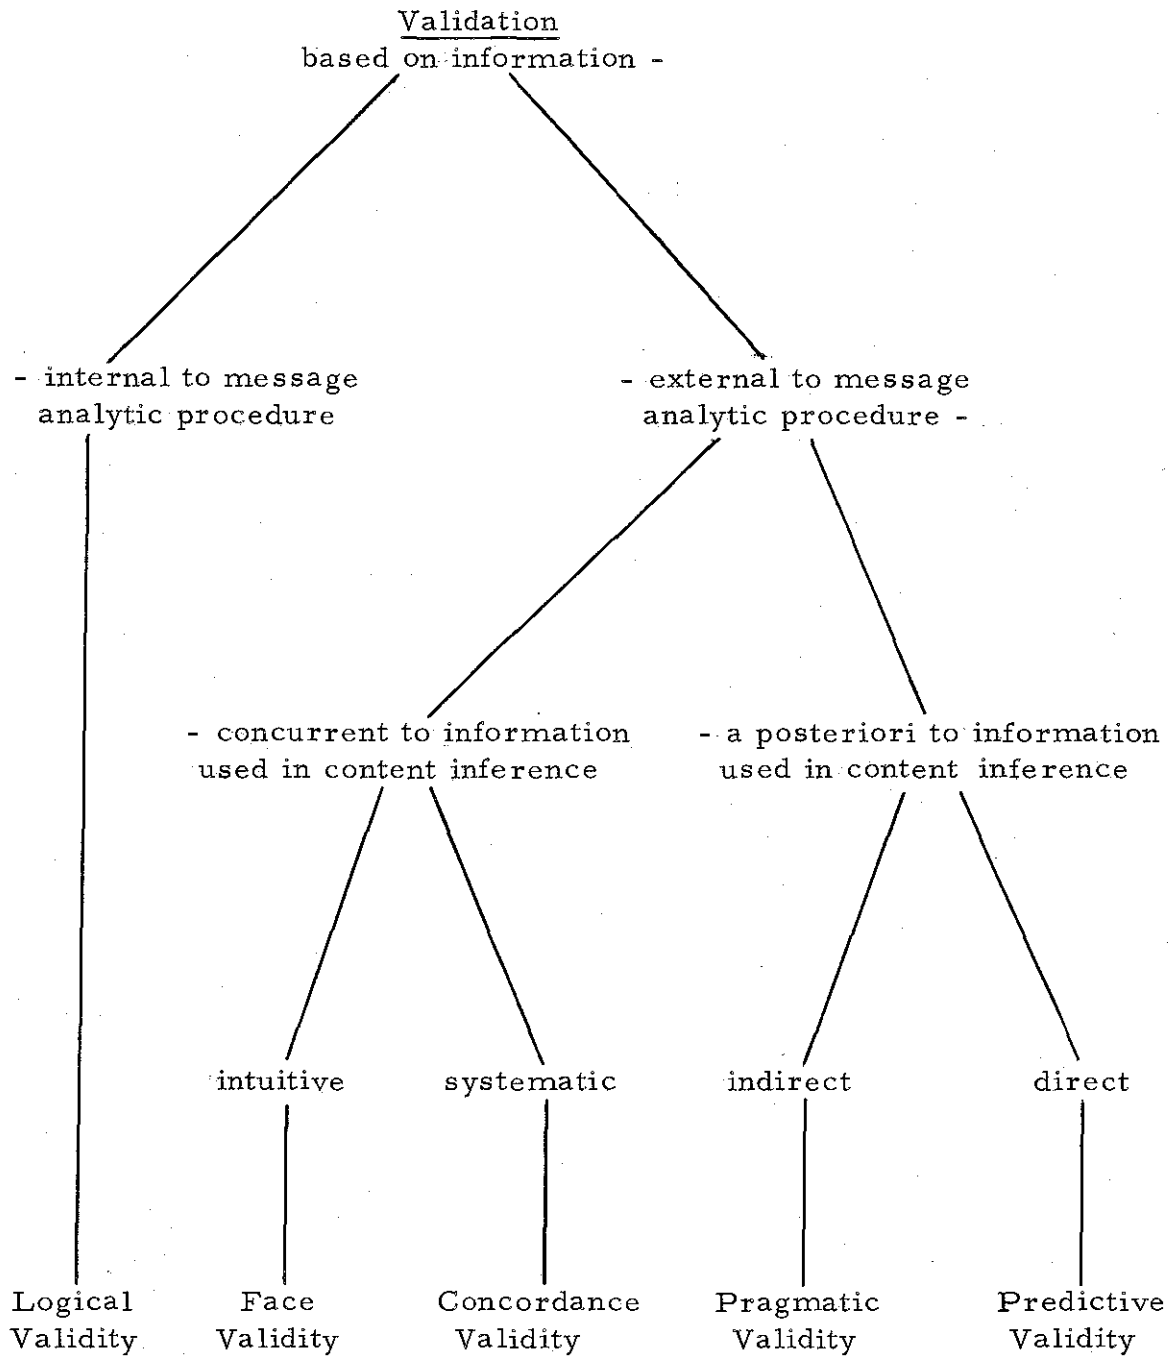 Validation
based on information -
- internal to message
analytic procedure
- external to message
analytic procedure -
- concurrent to information
used in content inference
- a posteriori to information
used in content inference
intuitive
systematic
indirect
direct
Logical
Validity
Face
Validity
Concordance
Validity
Pragmatic
Validity
Predictive
Validity